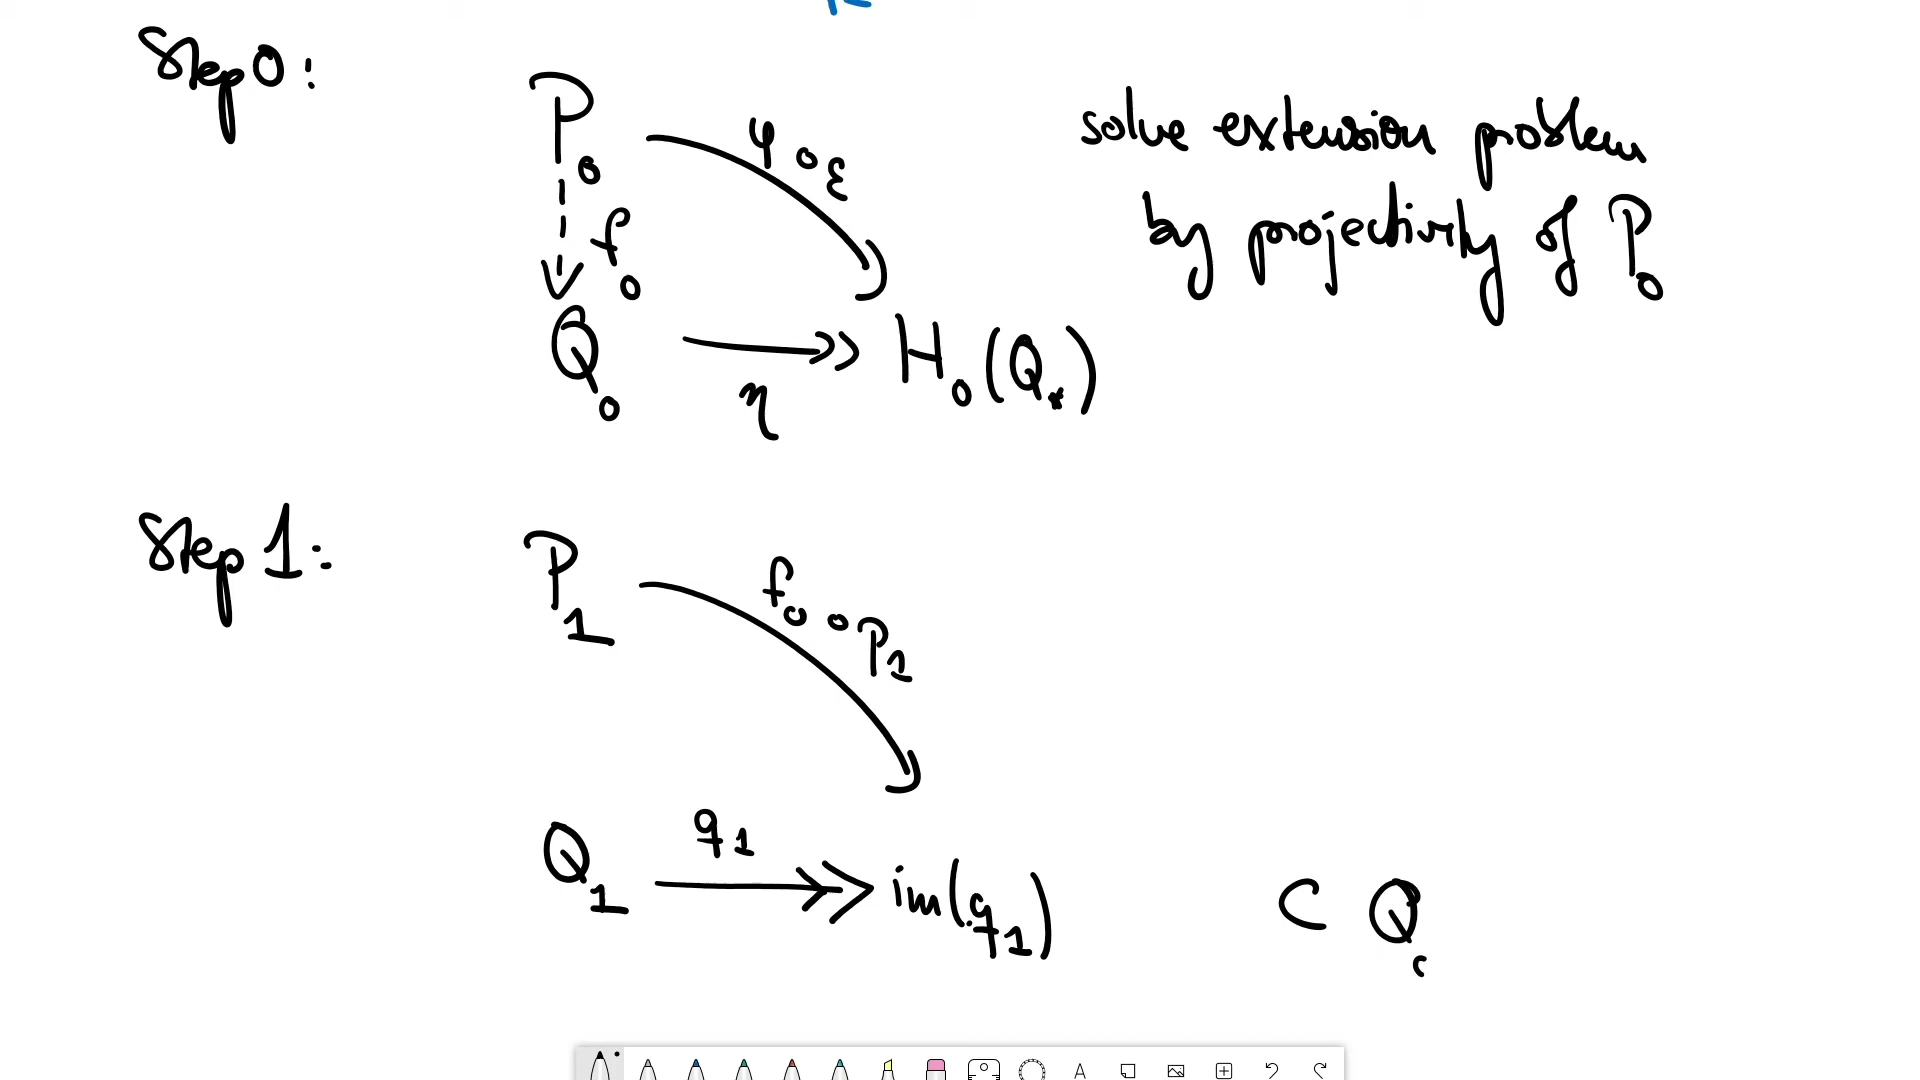 Step 0:
P₀
φ∘ε
solve extension problem
by projectivity of P₀
f₀
Q₀
H₀(Q⁎)
η
Step 1:
P₁
f₀∘p₁
q₁
Q₁
im(q₁)
⊂ Q
A